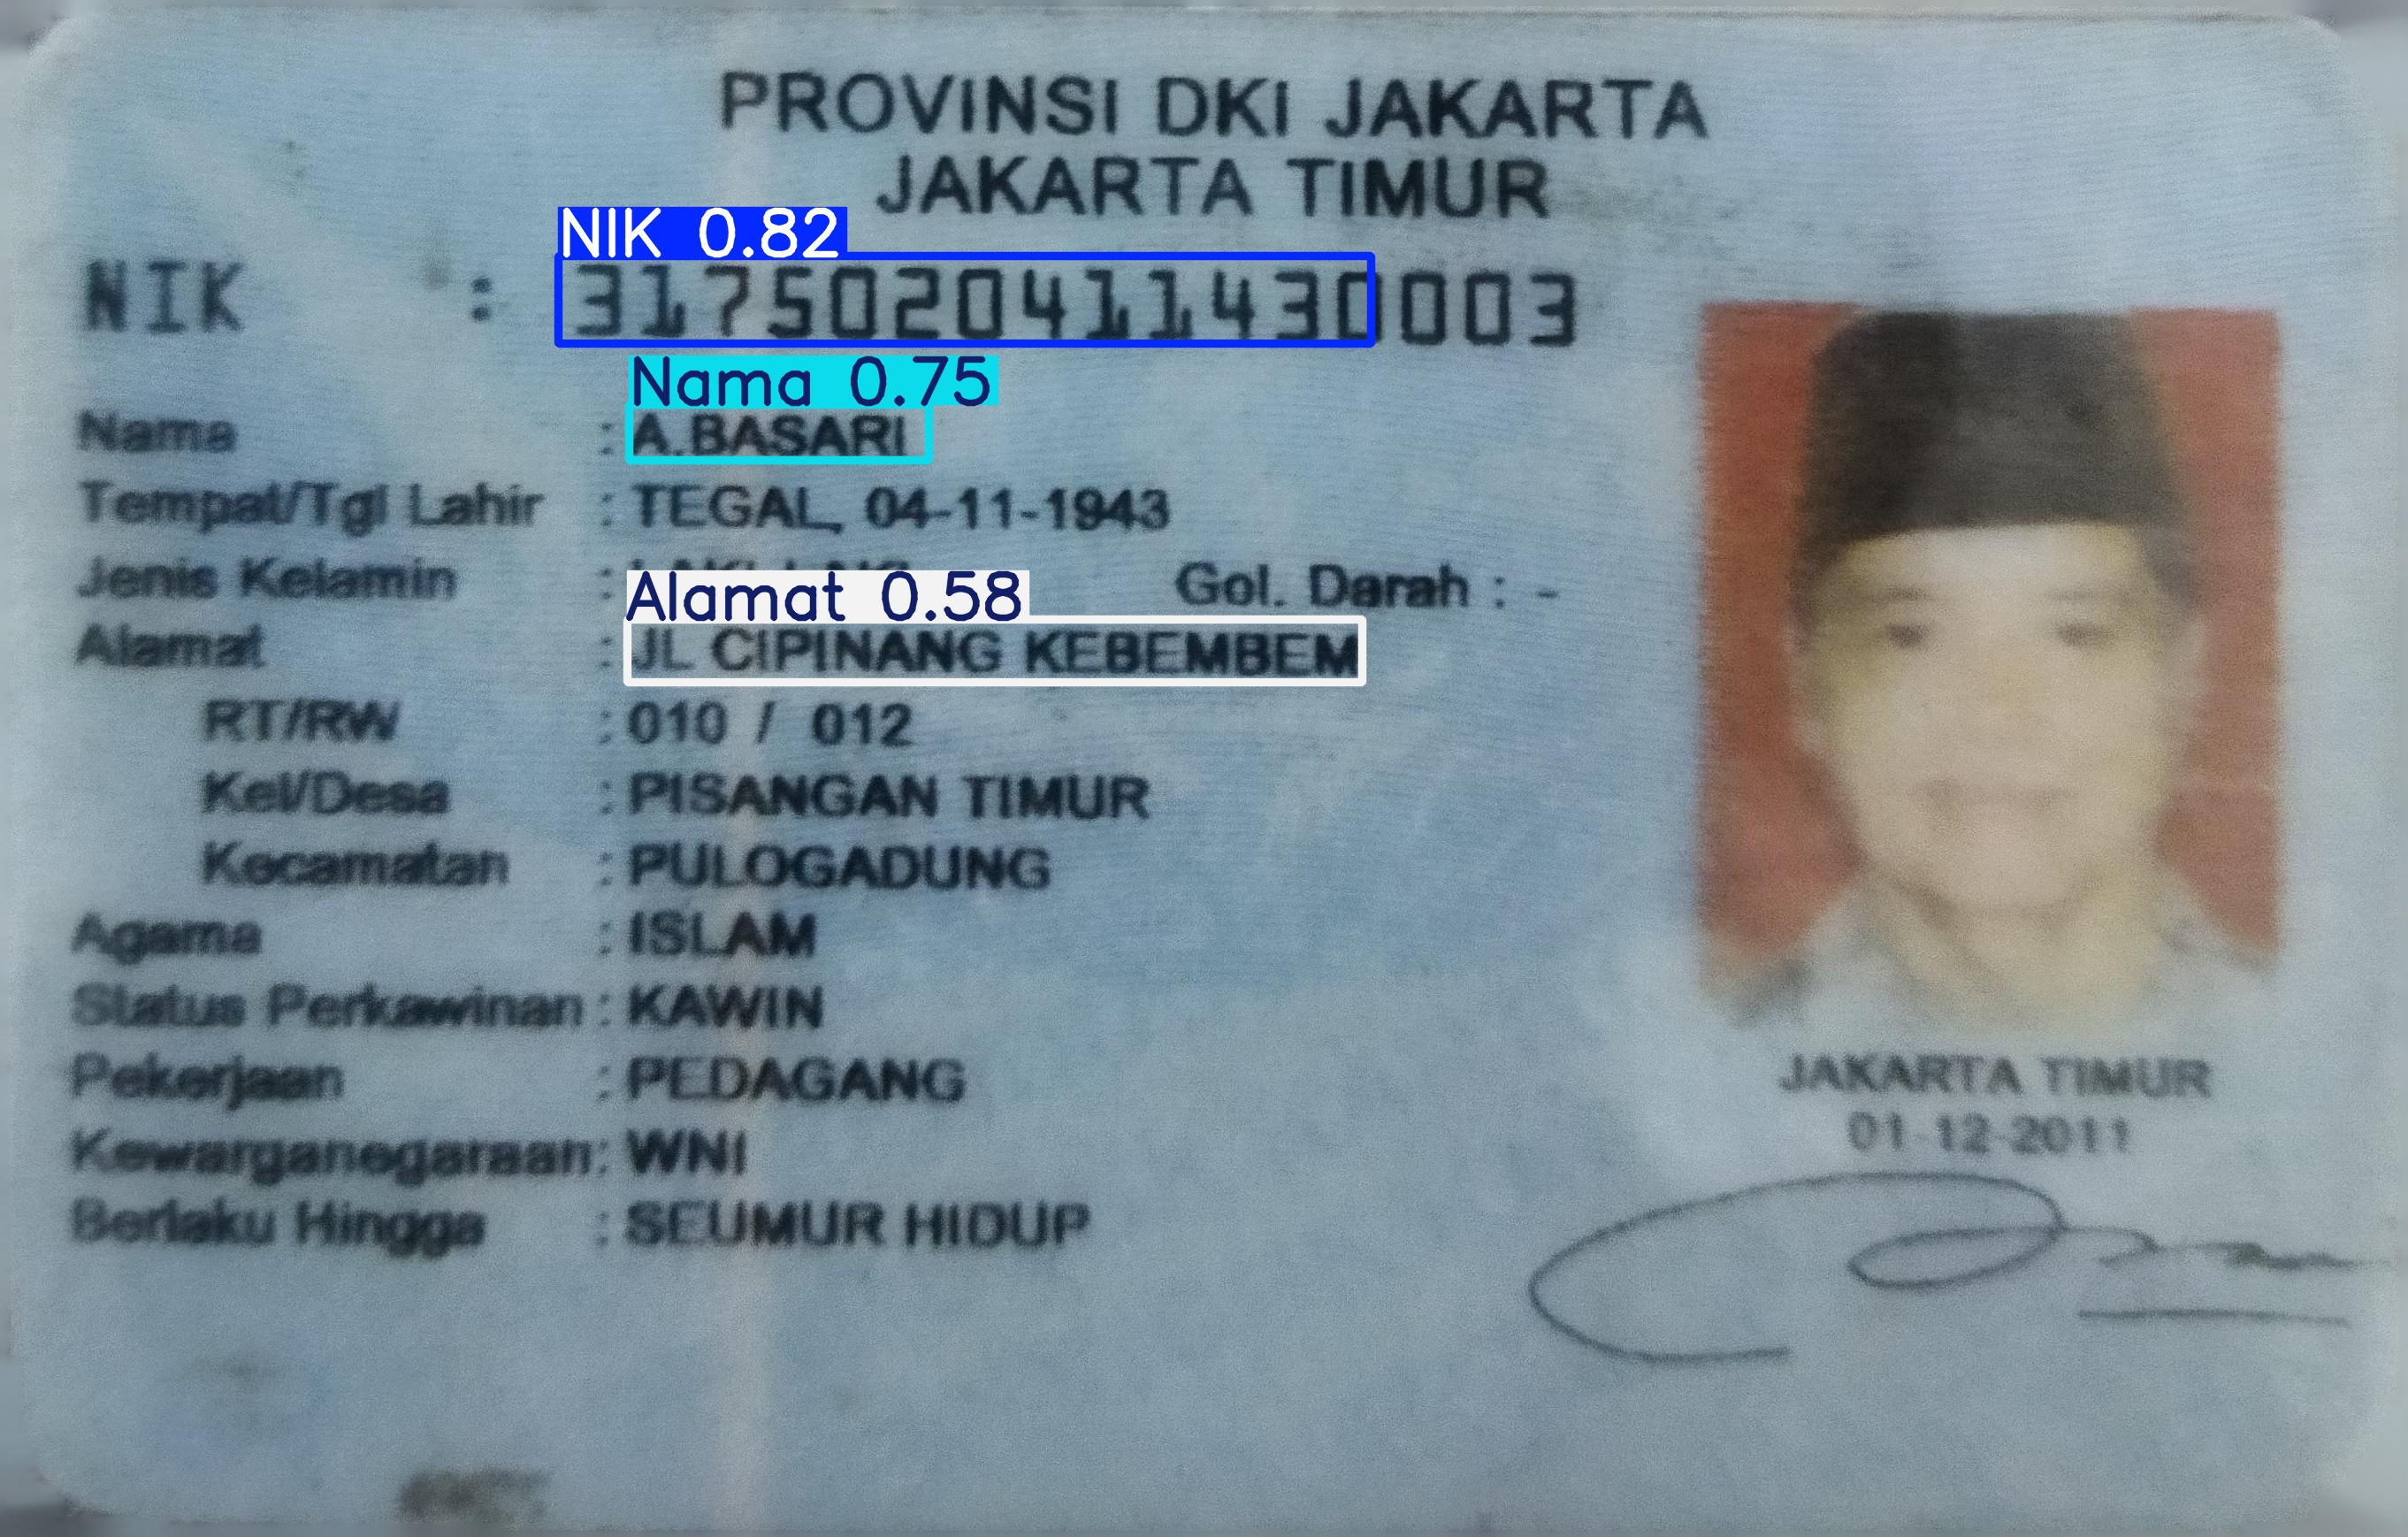 PROVINSI DKI JAKARTA
JAKARTA TIMUR
NIK 0.82
NIK : 3175020411430003
Nama 0.75
Nama : A.BASARI
Tempat/Tgl Lahir : TEGAL, 04-11-1943
Jenis Kelamin : Gol. Darah : -
Alamat 0.58
Alamat : JL CIPINANG KEBEMBEM
RT/RW : 010 / 012
Kel/Desa : PISANGAN TIMUR
Kecamatan : PULOGADUNG
Agama : ISLAM
Status Perkawinan : KAWIN
Pekerjaan : PEDAGANG
Kewarganegaraan : WNI
Berlaku Hingga : SEUMUR HIDUP
JAKARTA TIMUR
01-12-2011